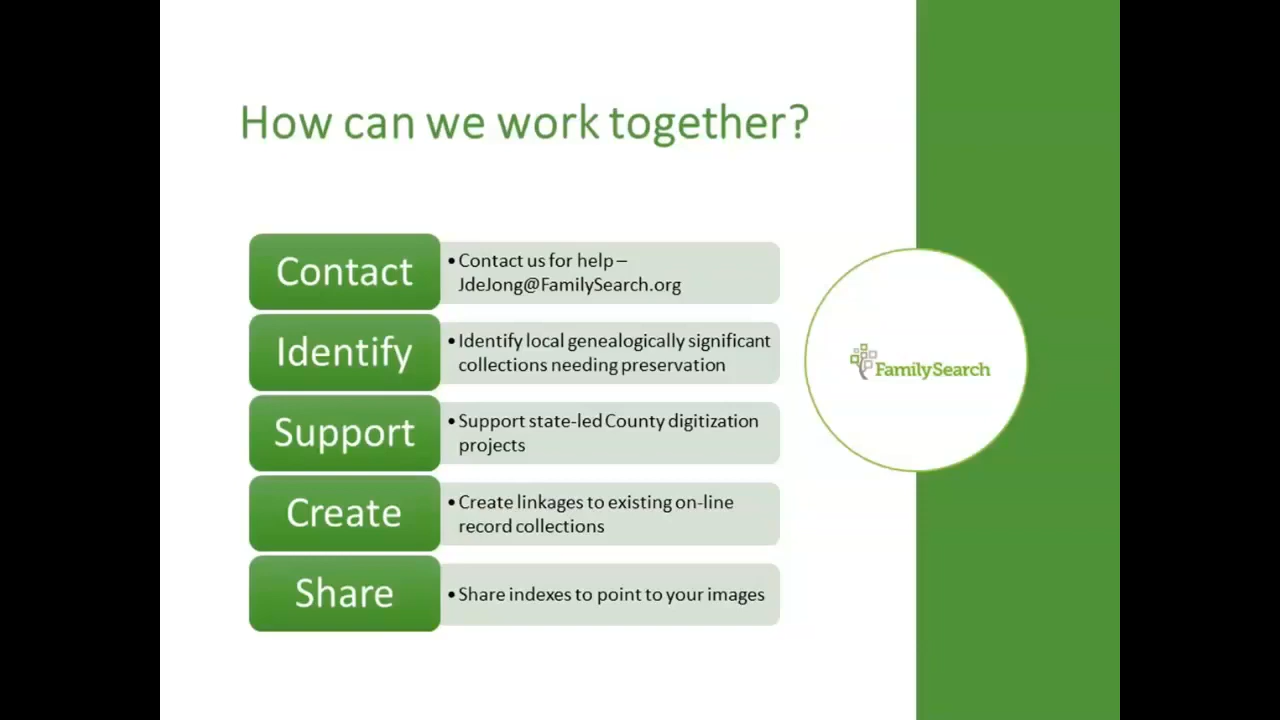 How can we work together?
Contact
• Contact us for help –
JdeJong@FamilySearch.org
Identify
• Identify local genealogically significant
collections needing preservation
Support
• Support state-led County digitization
projects
Create
• Create linkages to existing on-line
record collections
Share
• Share indexes to point to your images
FamilySearch